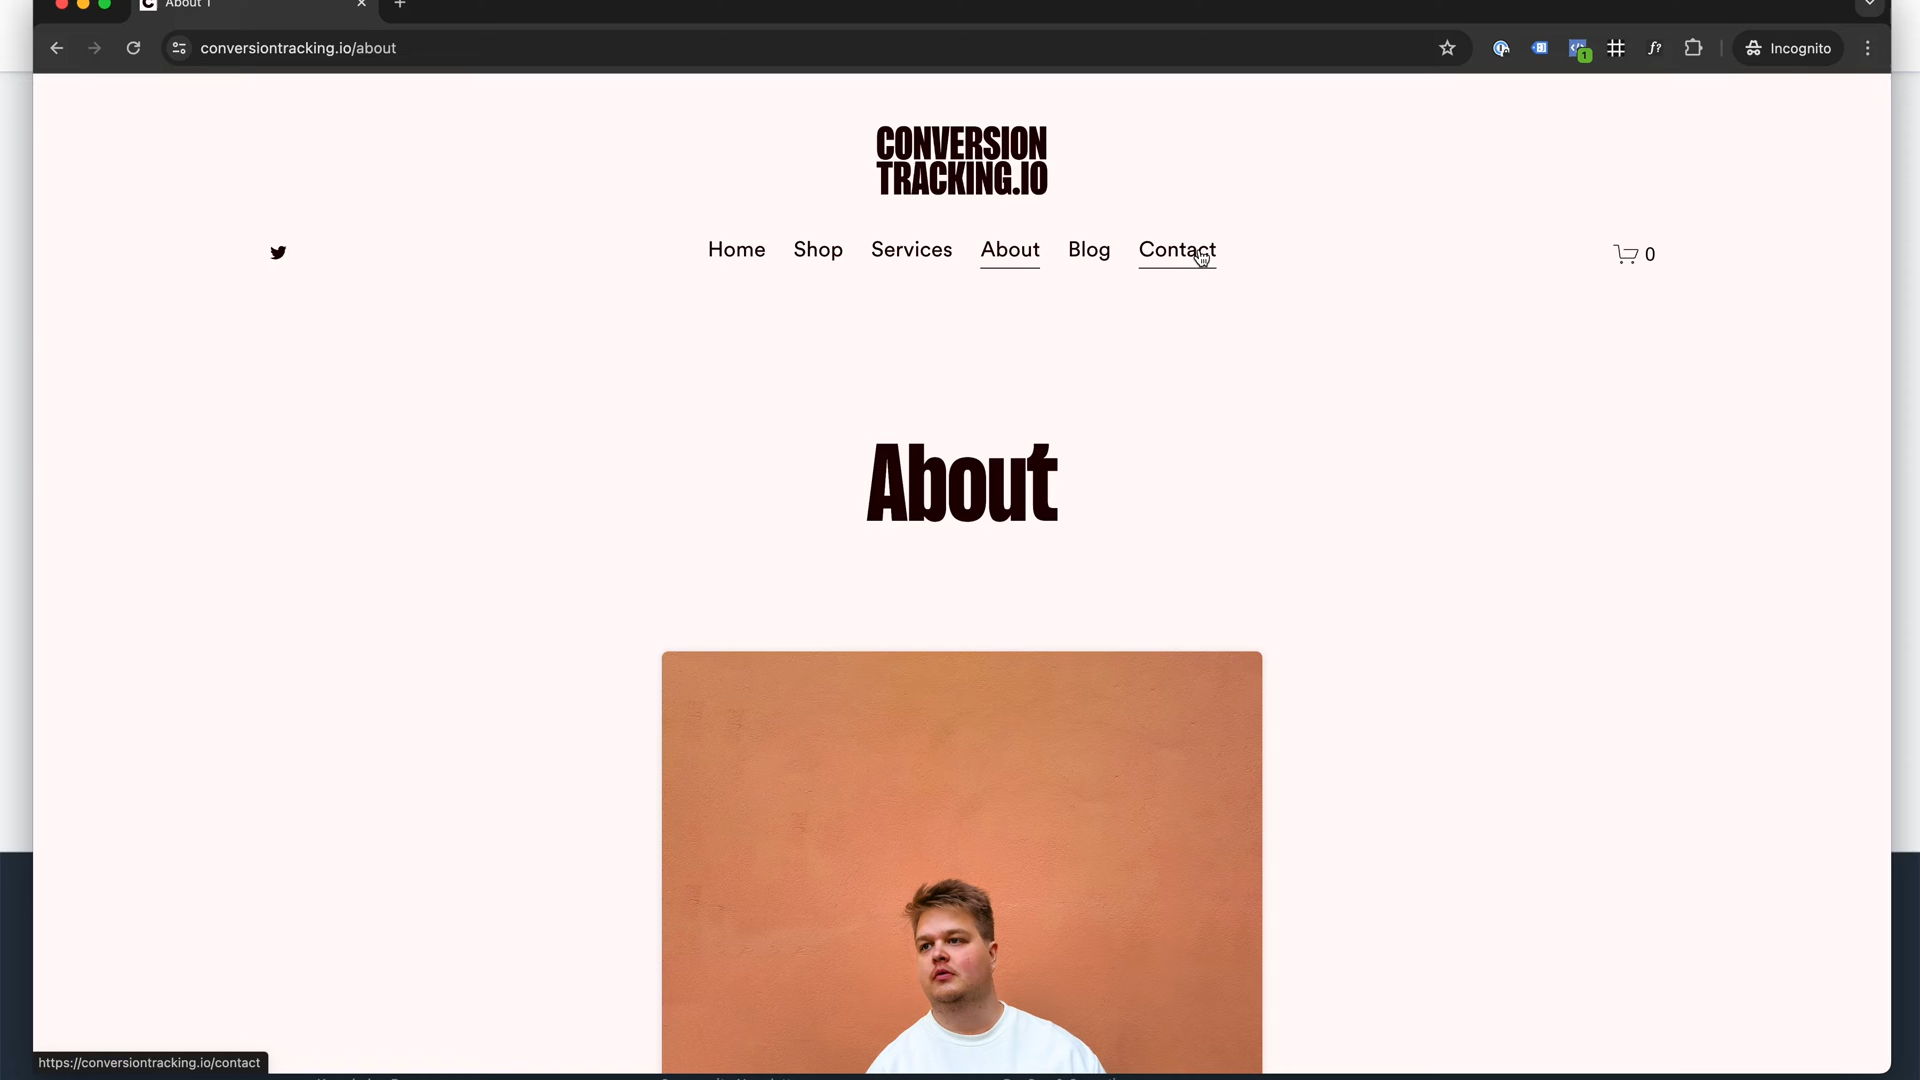 About
conversiontracking.io/about
1
f?
Incognito
CONVERSION
TRACKING.IO
Home Shop Services About Blog Contact
0
About
https://conversiontracking.io/contact